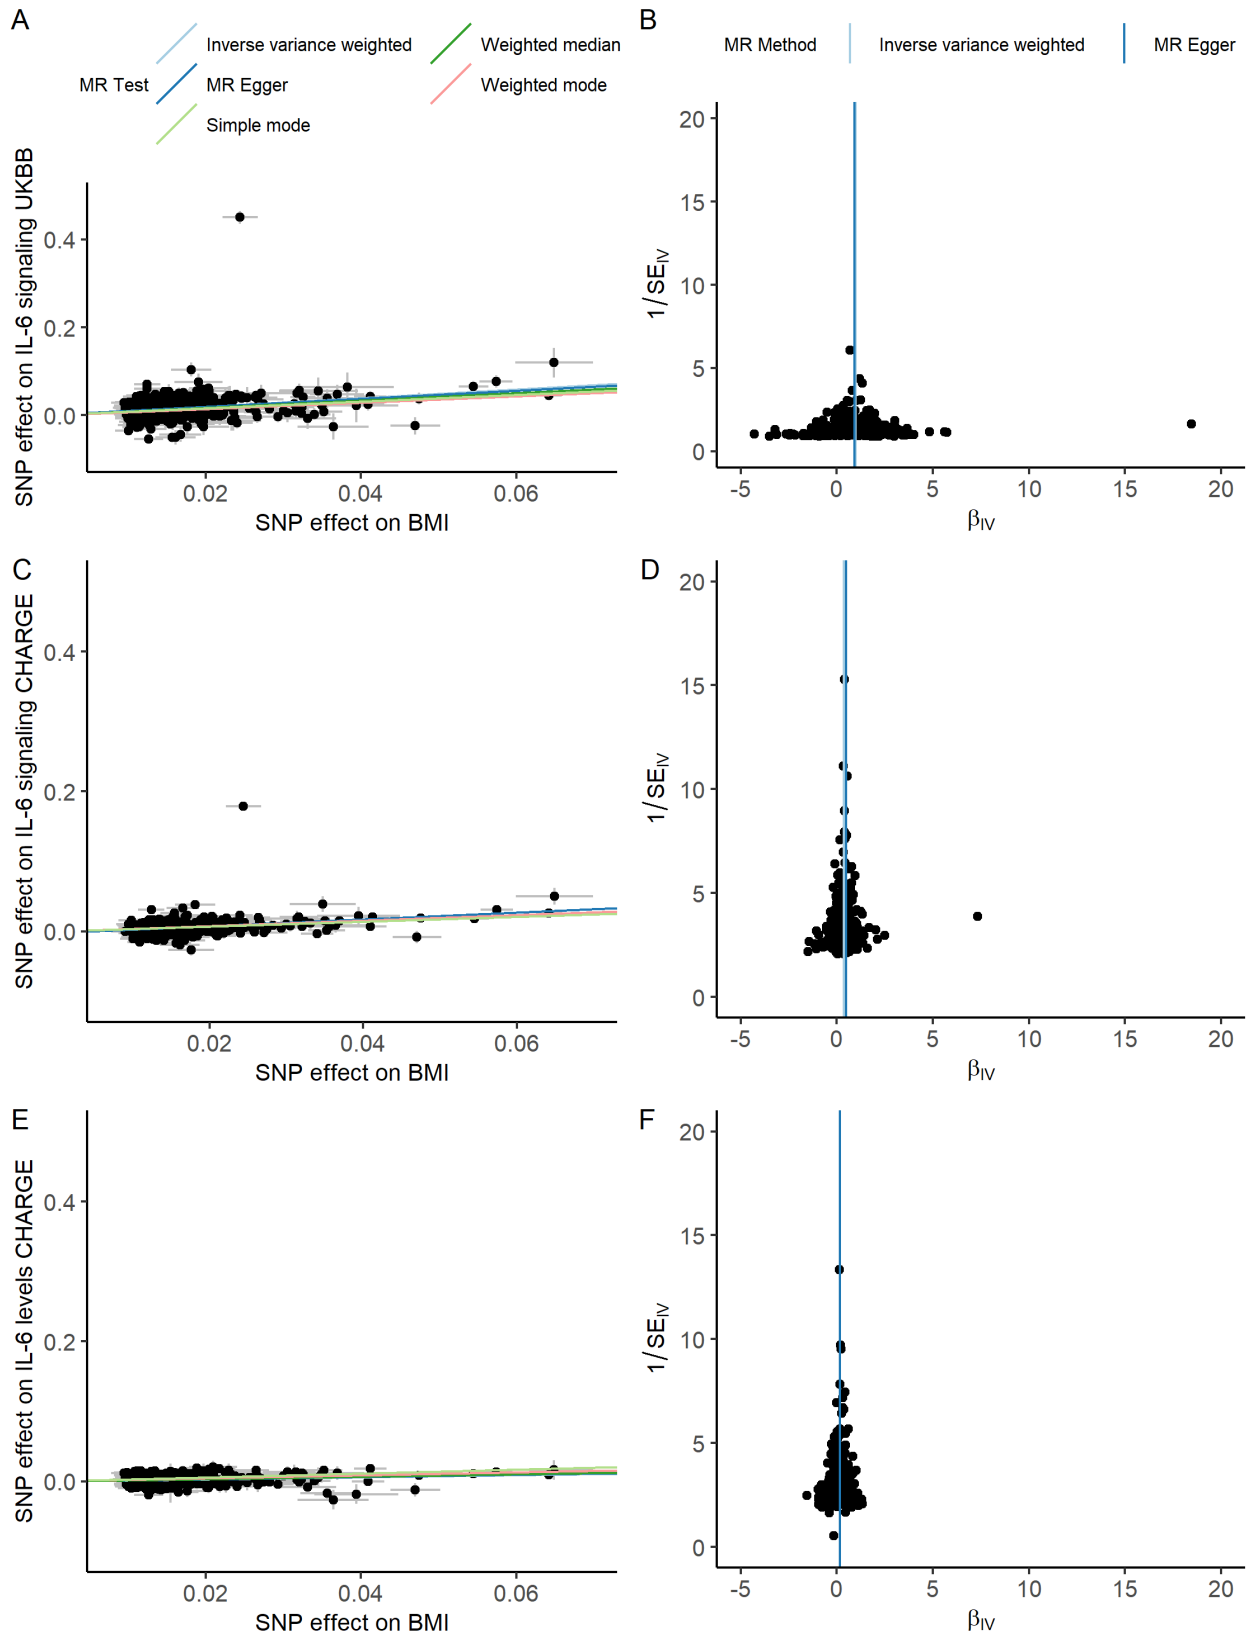 A
MR Test
Inverse variance weighted
Weighted median
MR Egger
Weighted mode
Simple mode
SNP effect on IL-6 signaling UKBB
0.4
0.2
0.0
0.02 0.04 0.06
SNP effect on BMI
B
MR Method Inverse variance weighted MR Egger
1/SE_IV
20
15
10
5
0
-5 0 5 10 15 20
β_IV
C
SNP effect on IL-6 signaling CHARGE
0.4
0.2
0.0
0.02 0.04 0.06
SNP effect on BMI
D
1/SE_IV
20
15
10
5
0
-5 0 5 10 15 20
β_IV
E
SNP effect on IL-6 levels CHARGE
0.4
0.2
0.0
0.02 0.04 0.06
SNP effect on BMI
F
1/SE_IV
20
15
10
5
0
-5 0 5 10 15 20
β_IV